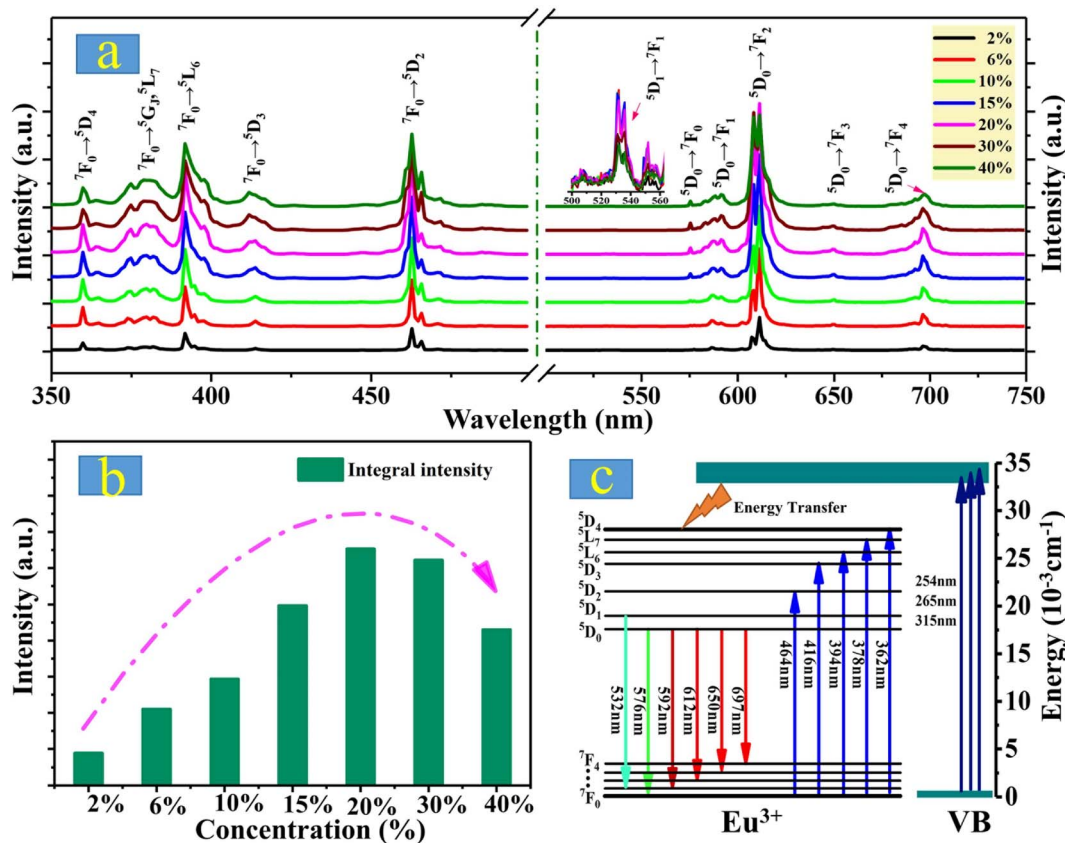 a
Intensity (a.u.)
⁷F₀→⁵D₄
⁷F₀→⁵G_J,⁵L₇
⁷F₀→⁵L₆
⁷F₀→⁵D₃
⁷F₀→⁵D₂
⁵D₁→⁷F₁
⁵D₀→⁷F₀
⁵D₀→⁷F₁
⁵D₀→⁷F₂
⁵D₀→⁷F₃
⁵D₀→⁷F₄
500 520 540 560
2%
6%
10%
15%
20%
30%
40%
Intensity (a.u.)
350 400 450 550 600 650 700 750
Wavelength (nm)
b
Integral intensity
Intensity (a.u.)
2% 6% 10% 15% 20% 30% 40%
Concentration (%)
c
Energy Transfer
⁵D₄
⁵L₇
⁵L₆
⁵D₃
⁵D₂
⁵D₁
⁵D₀
532nm
576nm
592nm
612nm
650nm
697nm
464nm
416nm
394nm
378nm
362nm
254nm
265nm
315nm
⁷F₄
⁷F₀
35
30
25
20
15
10
5
0
Energy (10⁻³cm⁻¹)
Eu³⁺ VB